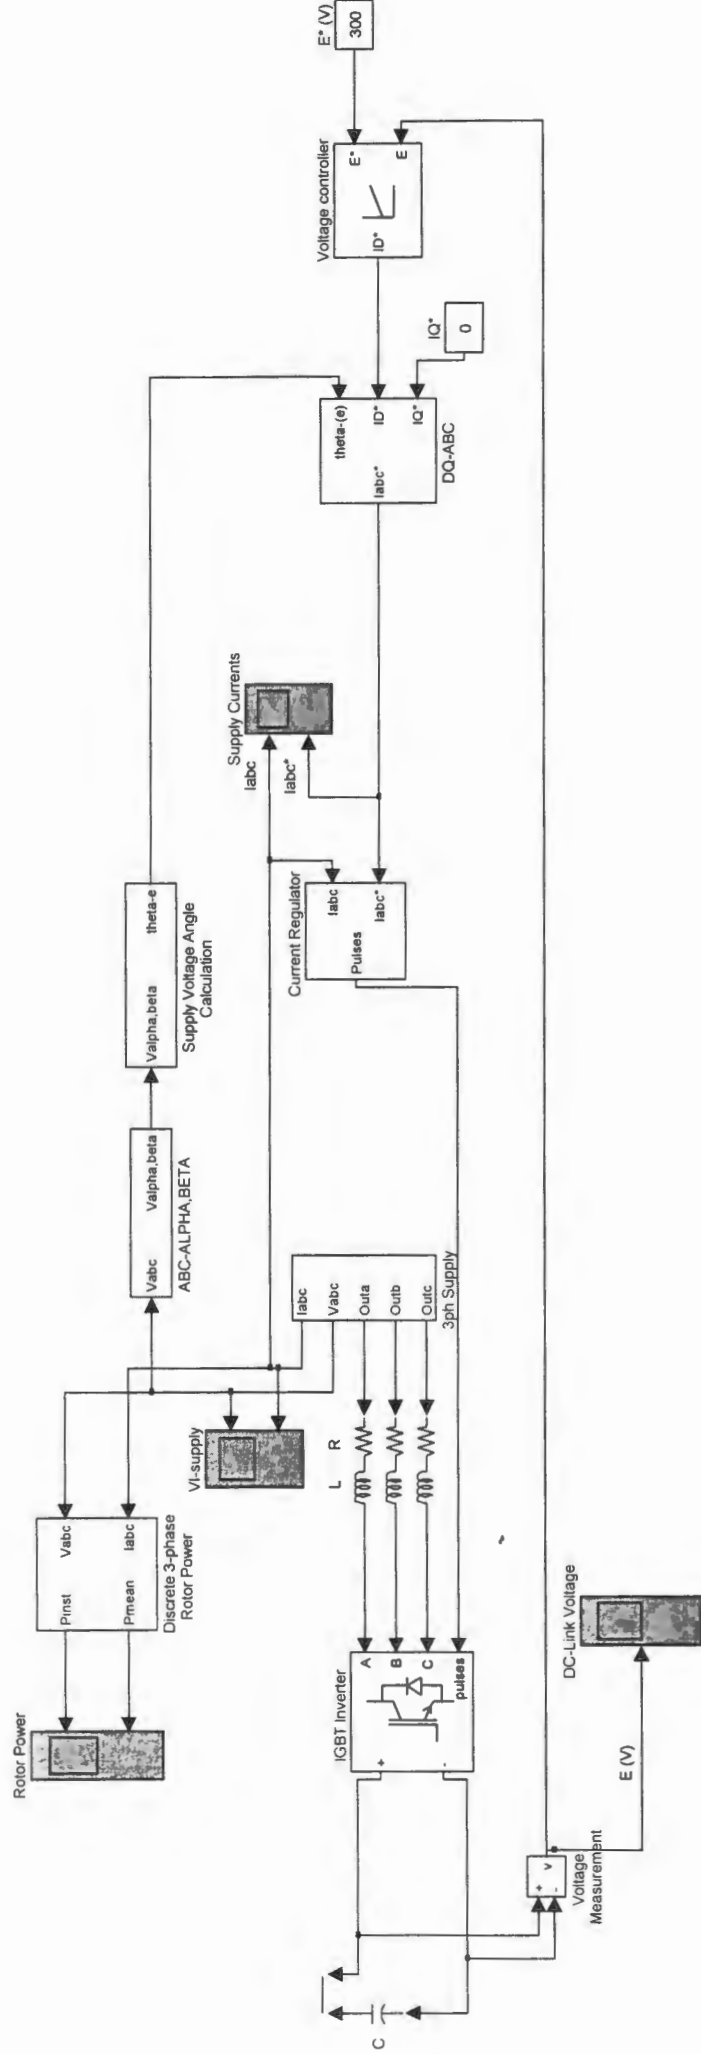 Rotor Power
Pinst
Pmean
Vabc
Iabc
Discrete 3-phase
Rotor Power
VI-supply
Vabc
Valpha,beta
ABC-ALPHA,BETA
Valpha,beta
theta-e
Supply Voltage Angle
Calculation
Supply Currents
Iabc
Iabc*
C
IGBT Inverter
+
-
A
B
C
pulses
L
R
Iabc
Vabc
Outa
Outb
Outc
3ph Supply
Current Regulator
Pulses
Iabc
Iabc*
Iabc*
theta-(e)
ID*
IQ*
DQ-ABC
IQ*
0
Voltage controller
ID*
E*
E
E* (V)
300
+
-
v
Voltage
Measurement
E (V)
DC-Link Voltage